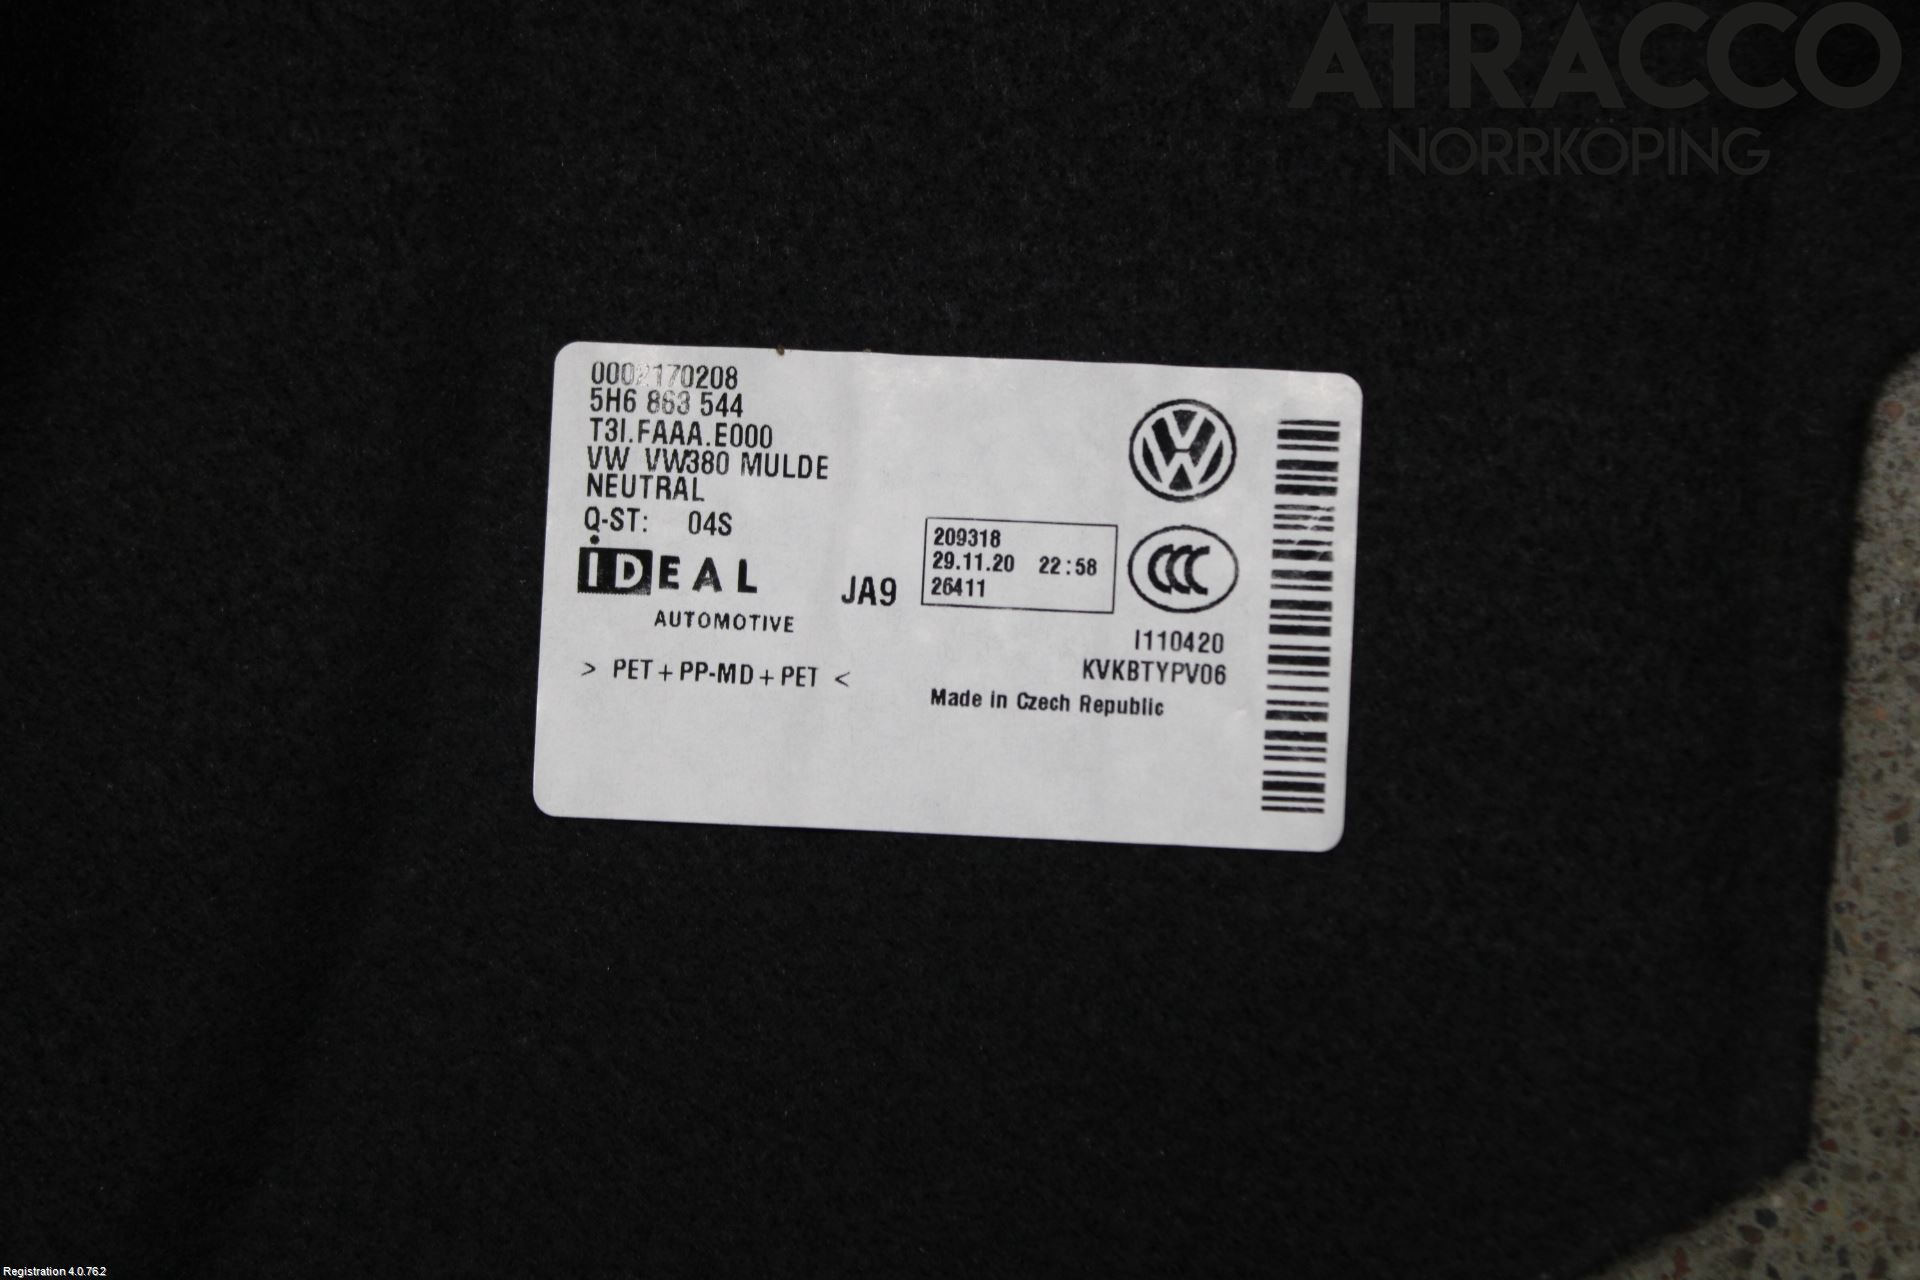 ATRACCO
NORRKÖPING
0002170208
5H6 863 544
T3I.FAAA.E000
VW VW380 MULDE
NEUTRAL
Q-ST: 04S
IDEAL
AUTOMOTIVE
JA9
209318
29.11.20 22:58
26411
VW
CCC
I110420
KVKBTYPV06
> PET+PP-MD+PET <
Made in Czech Republic
Registration 4.0.76.2